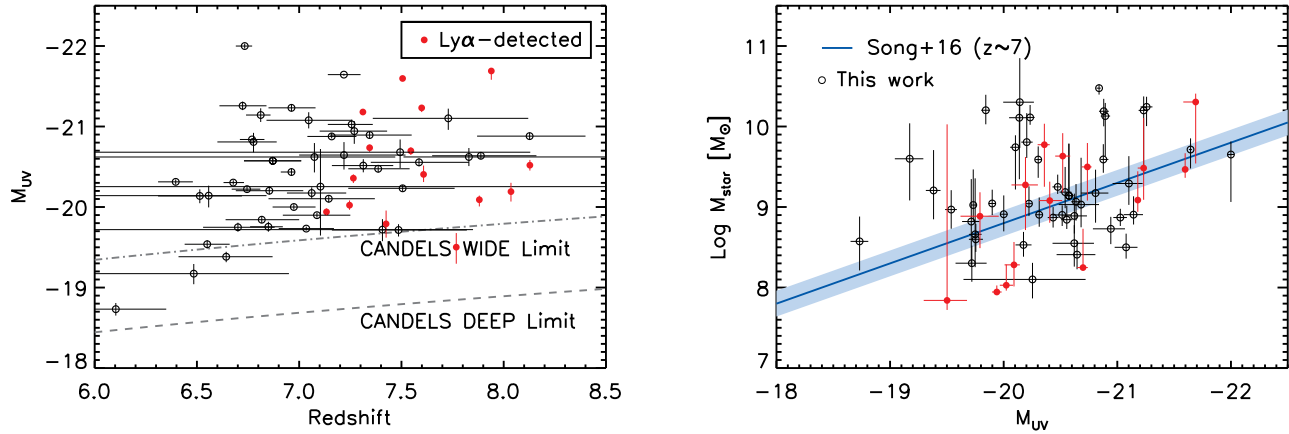 -22
-21
-20
-19
-18
M_UV
6.0 6.5 7.0 7.5 8.0 8.5
Redshift
Lyα-detected
CANDELS WIDE Limit
CANDELS DEEP Limit
11
10
9
8
7
Log M_star [M_⊙]
-18 -19 -20 -21 -22
M_UV
Song+16 (z~7)
This work